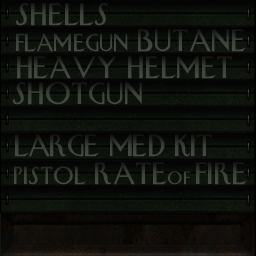 SHELLS
FLAMEGUN BUTANE
HEAVY HELMET
SHOTGUN
LARGE MED KIT
PISTOL RATE OF FIRE